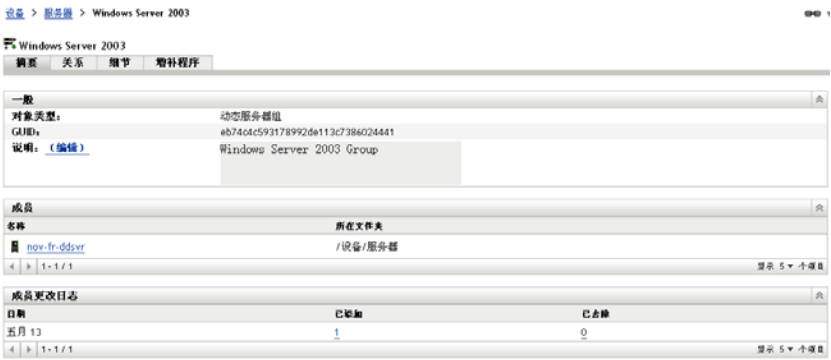 设备 > 服务器 > Windows Server 2003
Windows Server 2003
摘要 关系 细节 增补程序
一般
对象类型： 动态服务器组
GUID： eb74c4c593178992de113c7386024441
说明：（编辑） Windows Server 2003 Group
成员
名称 所在文件夹
nov-fr-ddsvr /设备/服务器
1-1 / 1 显示 5 个项目
成员更改日志
日期 已添加 已去除
五月 13 1 0
1-1 / 1 显示 5 个项目